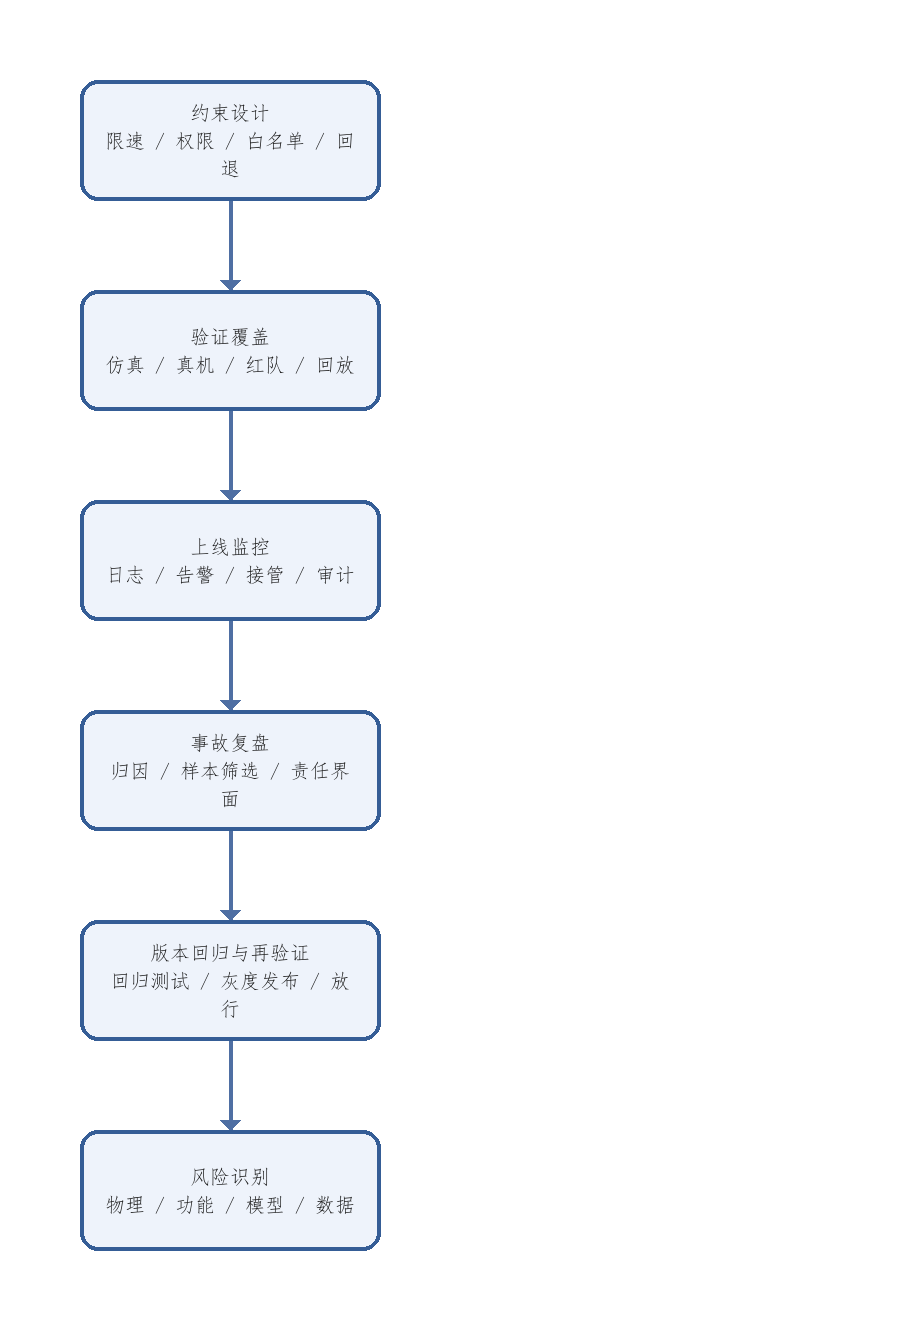 约束设计
限速 / 权限 / 白名单 / 回
退
验证覆盖
仿真 / 真机 / 红队 / 回放
上线监控
日志 / 告警 / 接管 / 审计
事故复盘
归因 / 样本筛选 / 责任界
面
版本回归与再验证
回归测试 / 灰度发布 / 放
行
风险识别
物理 / 功能 / 模型 / 数据